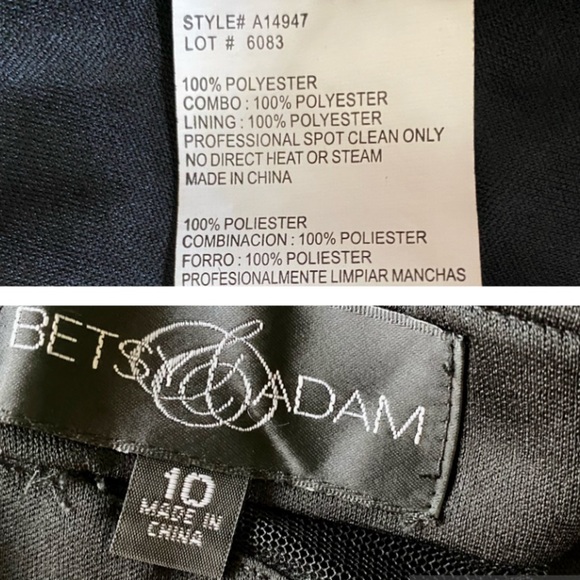 STYLE# A14947
LOT # 6083
100% POLYESTER
COMBO : 100% POLYESTER
LINING : 100% POLYESTER
PROFESSIONAL SPOT CLEAN ONLY
NO DIRECT HEAT OR STEAM
MADE IN CHINA
100% POLIESTER
COMBINACION : 100% POLIESTER
FORRO : 100% POLIESTER
PROFESIONALMENTE LIMPIAR MANCHAS
BETSY & ADAM
10
MADE IN
CHINA